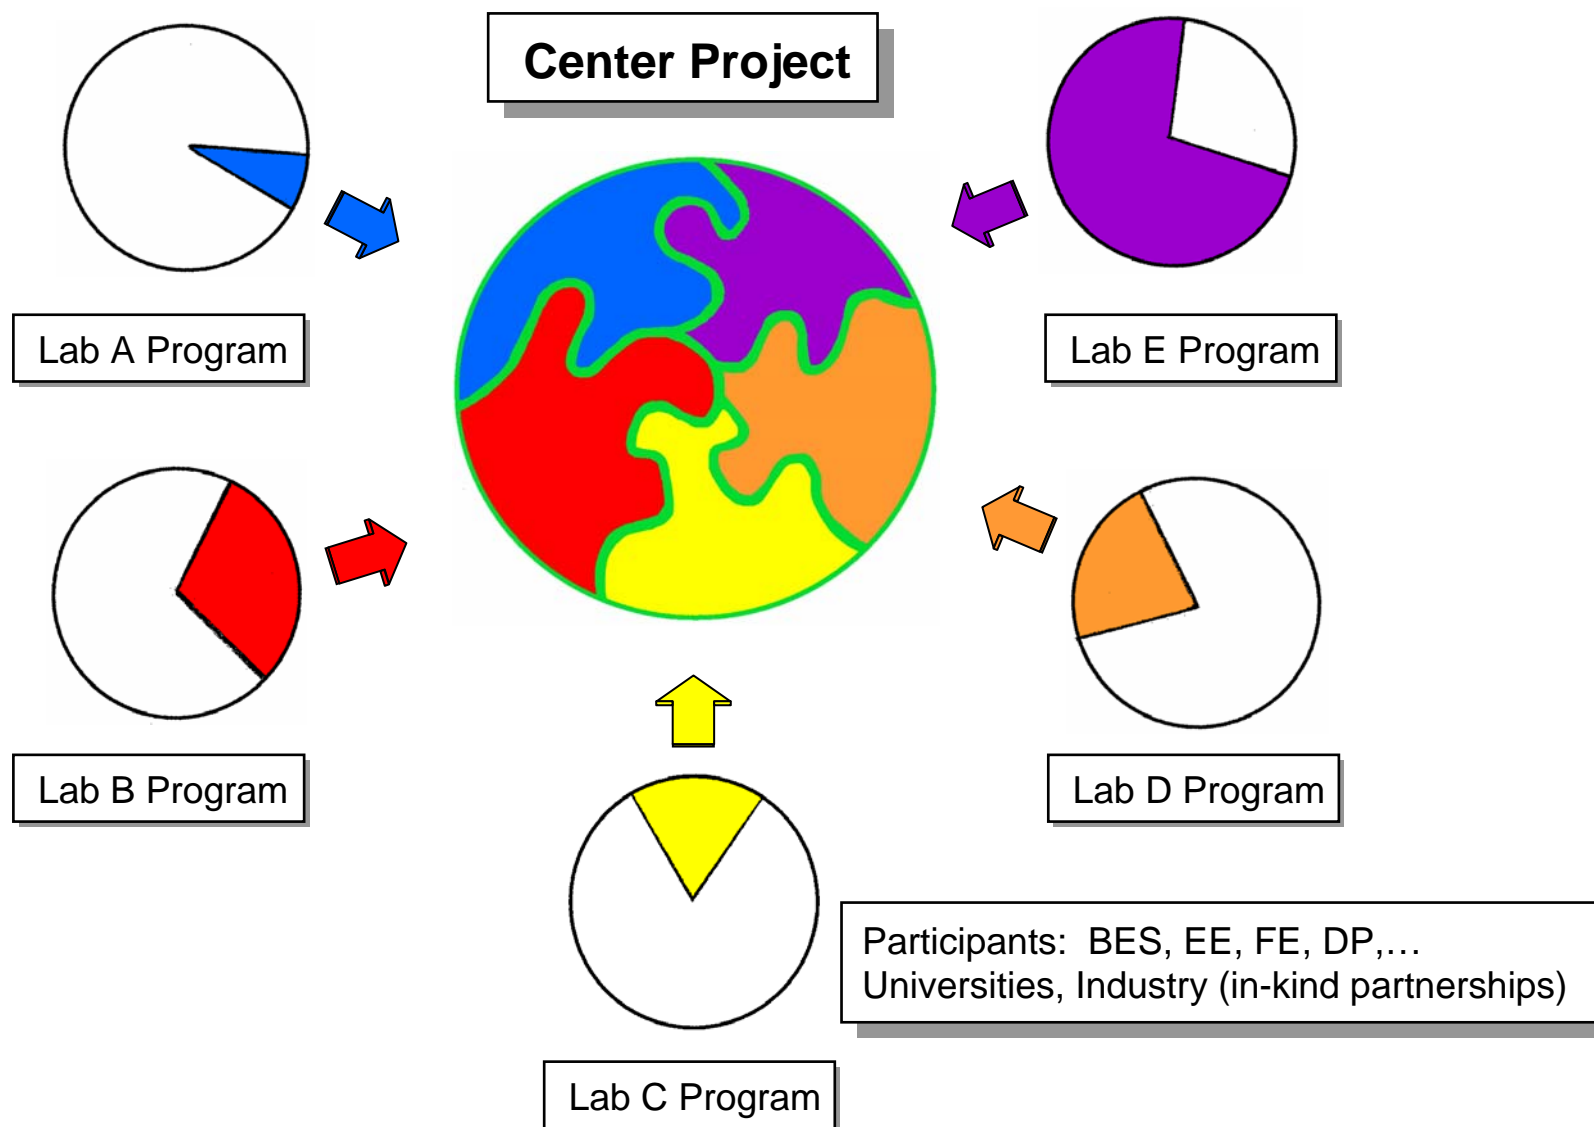 Center Project
Lab A Program
Lab E Program
Lab B Program
Lab D Program
Participants:  BES, EE, FE, DP,…
Universities, Industry (in-kind partnerships)
Lab C Program